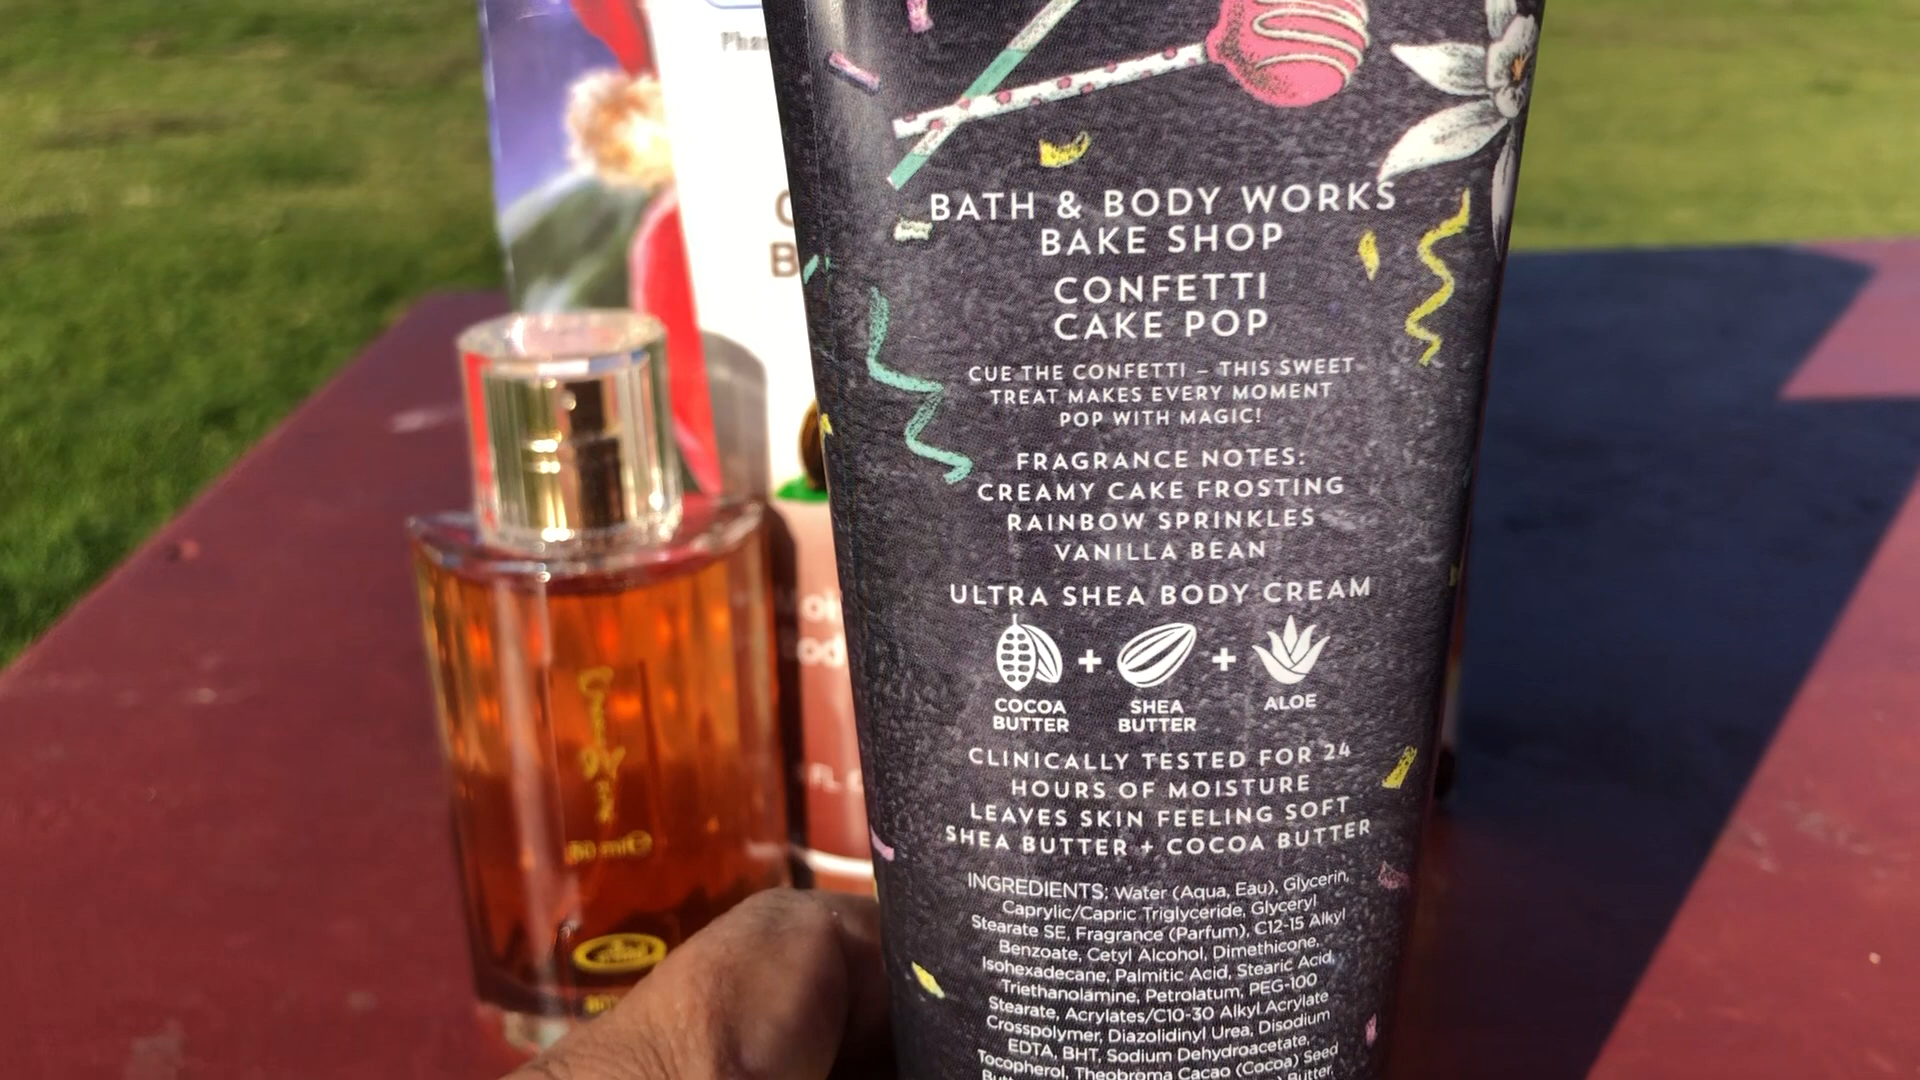 BATH & BODY WORKS
BAKE SHOP
CONFETTI
CAKE POP
CUE THE CONFETTI – THIS SWEET
TREAT MAKES EVERY MOMENT
POP WITH MAGIC!
FRAGRANCE NOTES:
CREAMY CAKE FROSTING
RAINBOW SPRINKLES
VANILLA BEAN
ULTRA SHEA BODY CREAM
+ +
COCOA BUTTER
SHEA BUTTER
ALOE
CLINICALLY TESTED FOR 24
HOURS OF MOISTURE
LEAVES SKIN FEELING SOFT
SHEA BUTTER + COCOA BUTTER
INGREDIENTS: Water (Aqua, Eau), Glycerin,
Caprylic/Capric Triglyceride, Glyceryl
Stearate SE, Fragrance (Parfum), C12-15 Alkyl
Benzoate, Cetyl Alcohol, Dimethicone,
Isohexadecane, Palmitic Acid, Stearic Acid,
Triethanolamine, Petrolatum, PEG-100
Stearate, Acrylates/C10-30 Alkyl Acrylate
Crosspolymer, Diazolidinyl Urea, Disodium
EDTA, BHT, Sodium Dehydroacetate,
Tocopherol, Theobroma Cacao (Cocoa) Seed